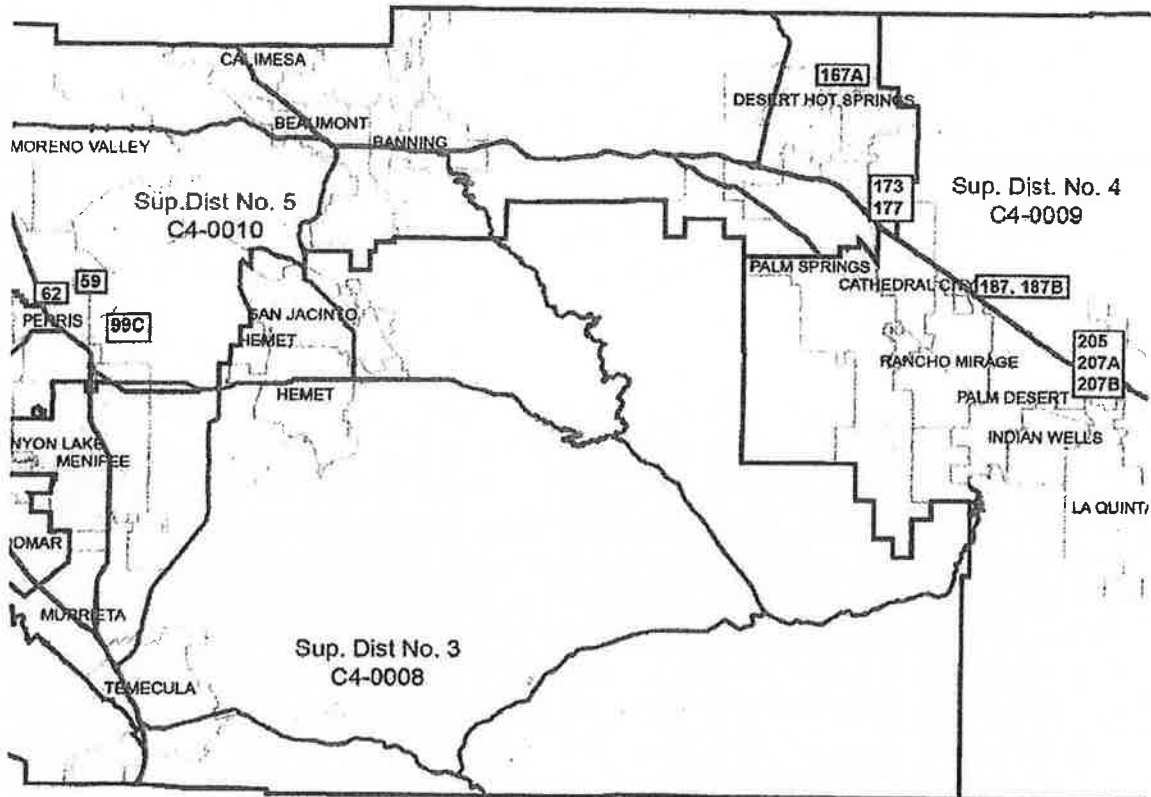 CALIMESA
167A
DESERT HOT SPRINGS
BEAUMONT
BANNING
MORENO VALLEY
Sup.Dist No. 5
C4-0010
173
177
Sup. Dist. No. 4
C4-0009
PALM SPRINGS
59
62
CATHEDRAL CITY
187, 187B
PERRIS
99C
SAN JACINTO
HEMET
205
207A
207B
RANCHO MIRAGE
HEMET
PALM DESERT
NYON LAKE
MENIFEE
INDIAN WELLS
LA QUINTA
DOMAR
MURRIETA
Sup. Dist No. 3
C4-0008
TEMECULA